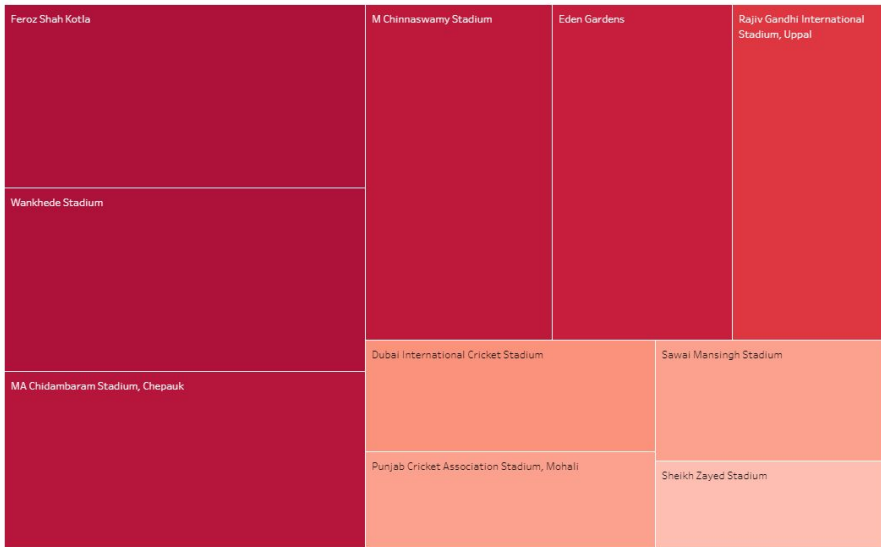 Feroz Shah Kotla
Wankhede Stadium
MA Chidambaram Stadium, Chepauk
M Chinnaswamy Stadium
Eden Gardens
Rajiv Gandhi International
Stadium, Uppal
Dubai International Cricket Stadium
Punjab Cricket Association Stadium, Mohali
Sawai Mansingh Stadium
Sheikh Zayed Stadium